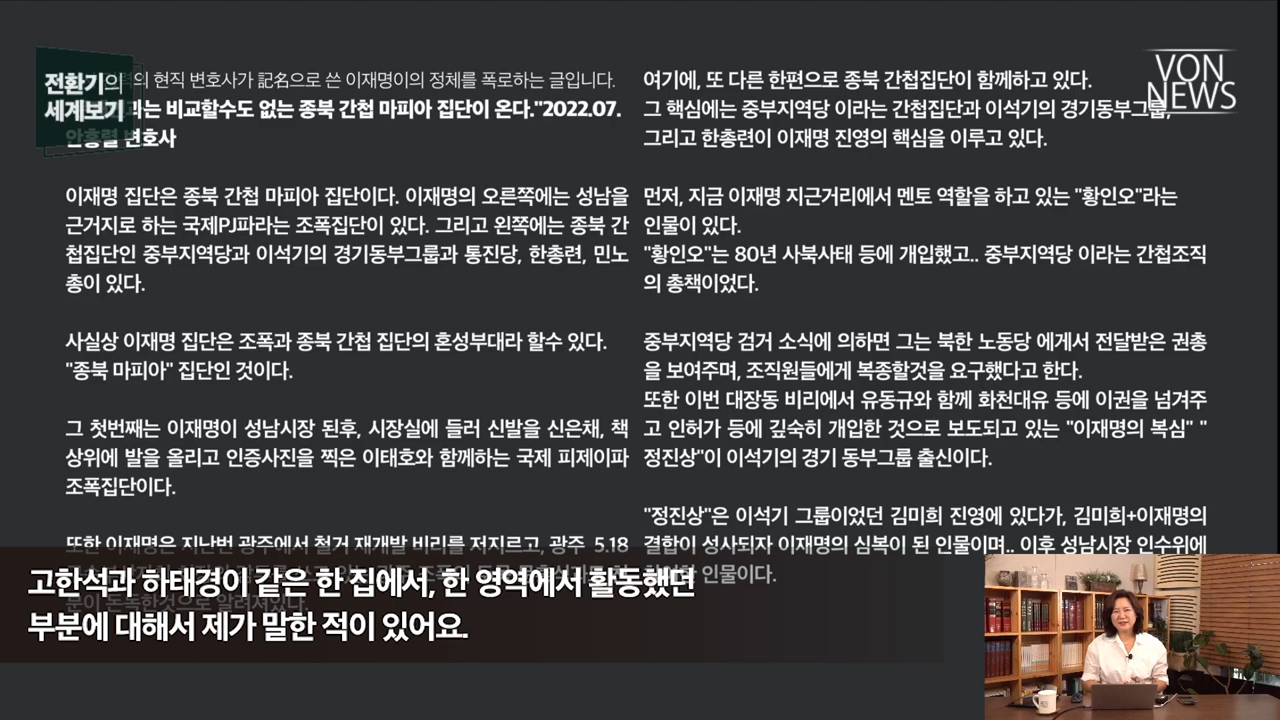 전환기의
세계보기
VON
NEWS
의 현직 변호사가 記名으로 쓴 이재명이의 정체를 폭로하는 글입니다.
는 비교할수도 없는 종북 간첩 마피아 집단이 온다."2022.07.
안홍렬 변호사
이재명 집단은 종북 간첩 마피아 집단이다. 이재명의 오른쪽에는 성남을
근거지로 하는 국제PJ파라는 조폭집단이 있다. 그리고 왼쪽에는 종북 간
첩집단인 중부지역당과 이석기의 경기동부그룹과 통진당, 한총련, 민노
총이 있다.
사실상 이재명 집단은 조폭과 종북 간첩 집단의 혼성부대라 할수 있다.
"종북 마피아" 집단인 것이다.
그 첫번째는 이재명이 성남시장 된후, 시장실에 들러 신발을 신은채, 책
상위에 발을 올리고 인증사진을 찍은 이태호와 함께하는 국제 피제이파
조폭집단이다.
또한 이재명은 지난번 광주에서 철거 재개발 비리를 저지르고, 광주 5.18
분이 돈독한것으로 알려져있다.
여기에, 또 다른 한편으로 종북 간첩집단이 함께하고 있다.
그 핵심에는 중부지역당 이라는 간첩집단과 이석기의 경기동부그룹,
그리고 한총련이 이재명 진영의 핵심을 이루고 있다.
먼저, 지금 이재명 지근거리에서 멘토 역할을 하고 있는 "황인오"라는
인물이 있다.
"황인오"는 80년 사북사태 등에 개입했고.. 중부지역당 이라는 간첩조직
의 총책이었다.
중부지역당 검거 소식에 의하면 그는 북한 노동당 에게서 전달받은 권총
을 보여주며, 조직원들에게 복종할것을 요구했다고 한다.
또한 이번 대장동 비리에서 유동규와 함께 화천대유 등에 이권을 넘겨주
고 인허가 등에 깊숙히 개입한 것으로 보도되고 있는 "이재명의 복심" "
정진상"이 이석기의 경기 동부그룹 출신이다.
"정진상"은 이석기 그룹이었던 김미희 진영에 있다가, 김미희+이재명의
결합이 성사되자 이재명의 심복이 된 인물이며.. 이후 성남시장 인수위에
인물이다.
고한석과 하태경이 같은 한 집에서, 한 영역에서 활동했던
부분에 대해서 제가 말한 적이 있어요.